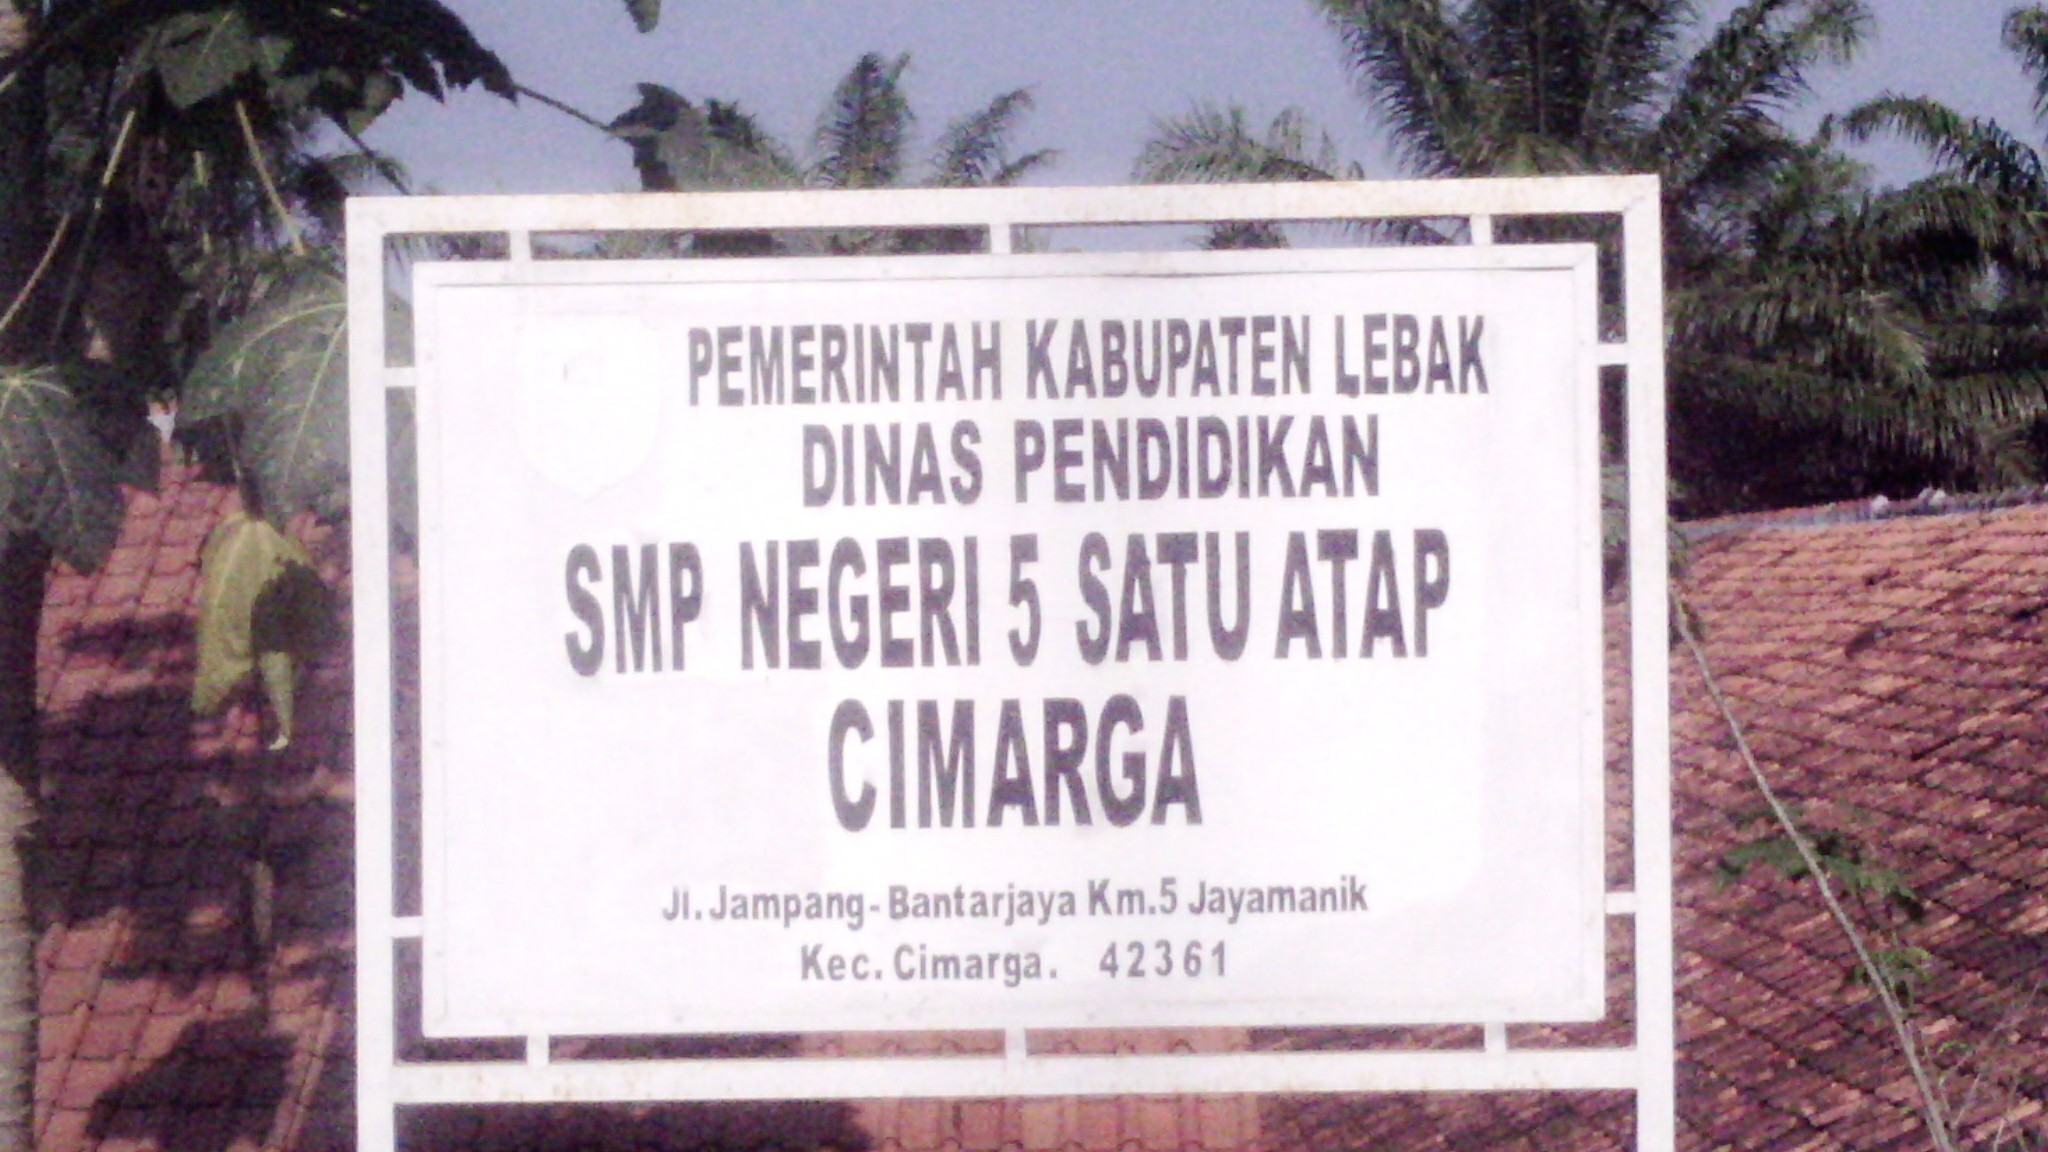 PEMERINTAH KABUPATEN LEBAK
DINAS PENDIDIKAN
SMP NEGERI 5 SATU ATAP
CIMARGA
Jl. Jampang-Bantarjaya Km.5 Jayamanik
Kec. Cimarga. 42361